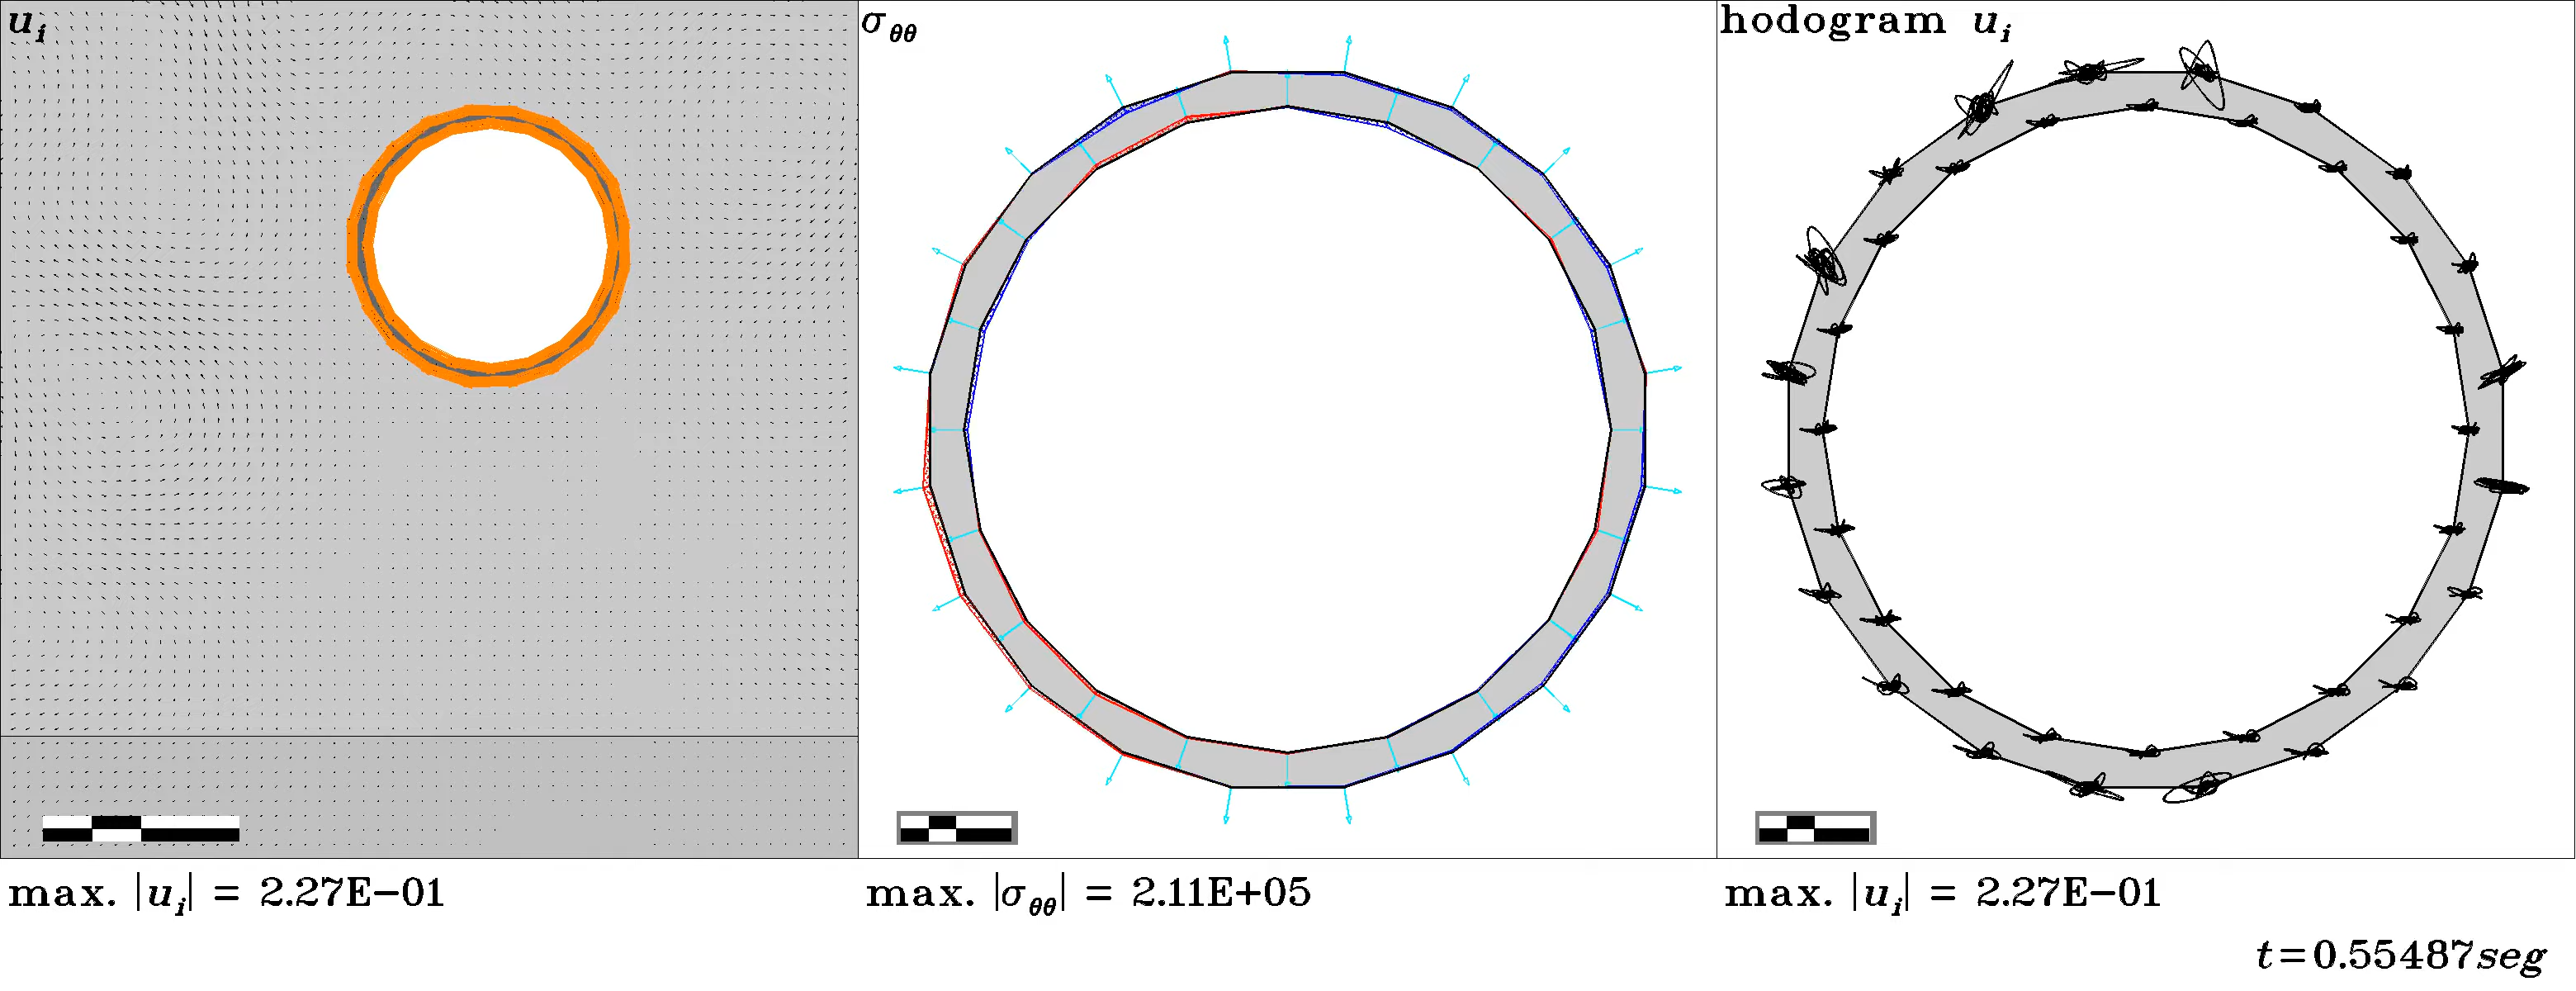 u_i
σ_θθ
hodogram u_i
max. |u_i| = 2.27E−01
max. |σ_θθ| = 2.11E+05
max. |u_i| = 2.27E−01
t=0.55487seg